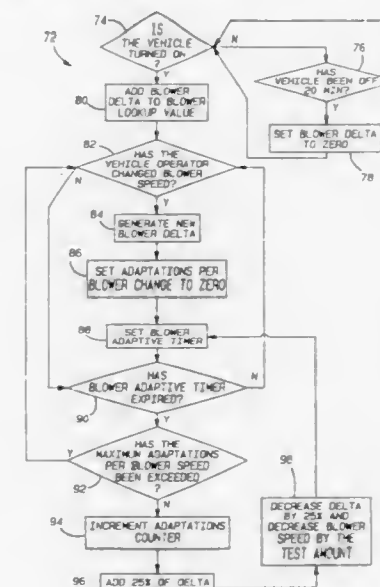 74
IS
THE VEHICLE
TURNED ON
?
72
N
76
HAS
VEHICLE BEEN OFF
20 MIN?
Y
Y
80
ADD BLOWER
DELTA TO BLOWER
LOOKUP VALUE
SET BLOWER DELTA
TO ZERO
78
82
HAS THE
VEHICLE OPERATOR
CHANGED BLOWER
SPEED?
N
Y
84
GENERATE NEW
BLOWER DELTA
86
SET ADAPTATIONS PER
BLOWER CHANGE TO ZERO
88
SET BLOWER
ADAPTIVE TIMER
HAS
BLOWER ADAPTIVE TIMER
EXPIRED?
N
90
Y
HAS THE
MAXIMUM ADAPTATIONS
PER BLOWER SPEED
BEEN EXCEEDED
?
Y
92
N
98
DECREASE DELTA
BY 25% AND
DECREASE BLOWER
SPEED BY THE
TEST AMOUNT
94
INCREMENT ADAPTATIONS
COUNTER
96
ADD 25% OF DELTA